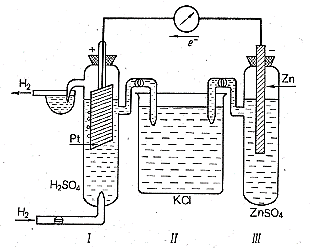 e⁻
+
−
H₂
Zn
Pt
H₂SO₄
KCl
H₂
ZnSO₄
I
II
III